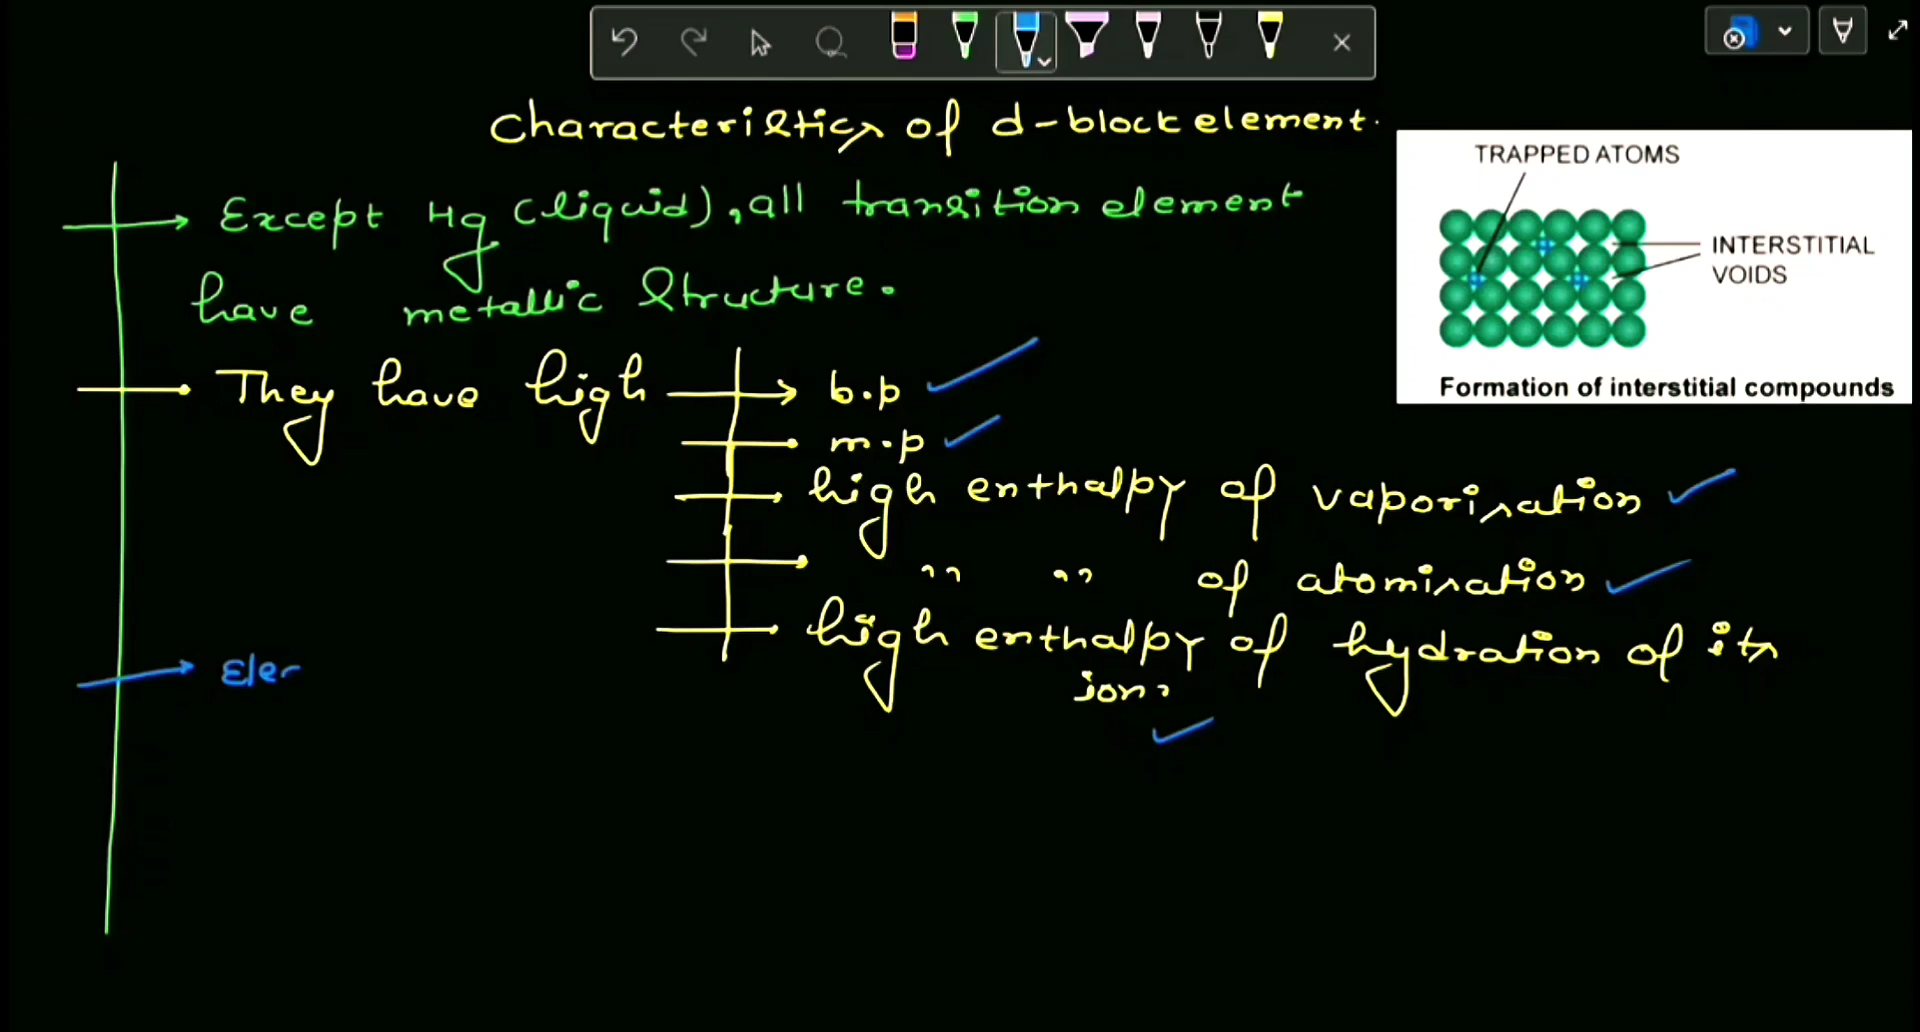 Characteristics of d-block element.
Except Hg (liquid), all transition element
have metallic structure.
They have high b.p
m.p
high enthalpy of vaporisation
,, ,, of atomisation
high enthalpy of hydration of its
ion,
Eler
TRAPPED ATOMS
INTERSTITIAL
VOIDS
Formation of interstitial compounds